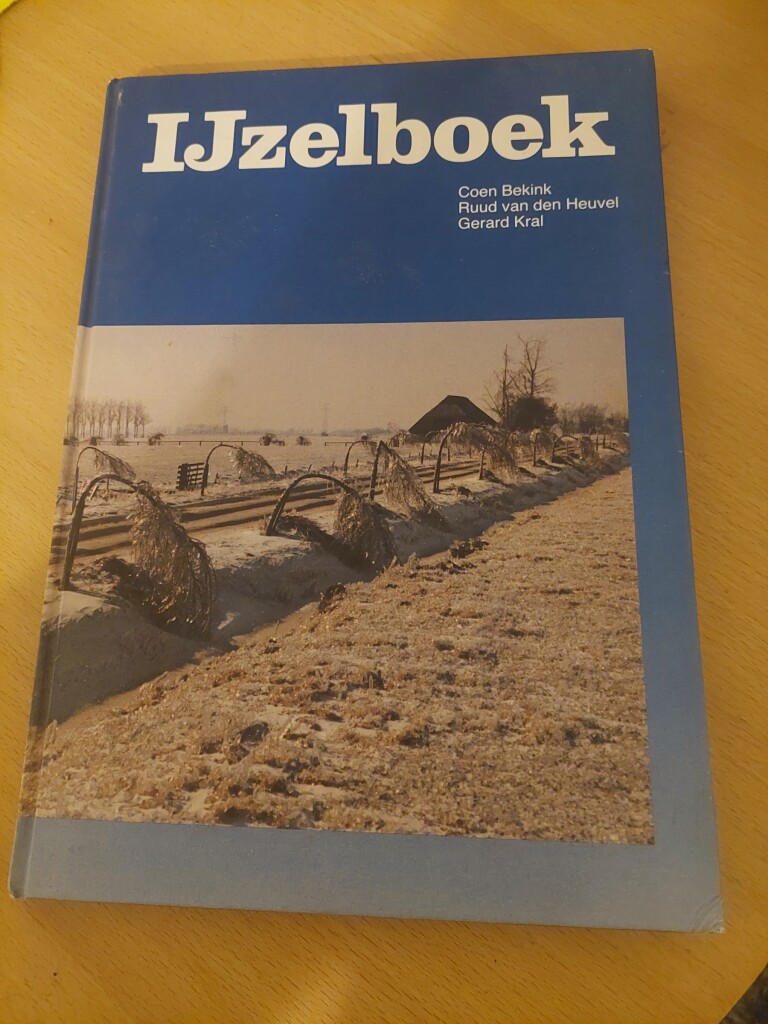 IJzelboek
Coen Bekink
Ruud van den Heuvel
Gerard Kral